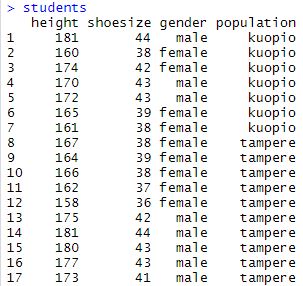 > students
height shoesize gender population
1 181 44 male kuopio
2 160 38 female kuopio
3 174 42 female kuopio
4 170 43 male kuopio
5 172 43 male kuopio
6 165 39 female kuopio
7 161 38 female kuopio
8 167 38 female tampere
9 164 39 female tampere
10 166 38 female tampere
11 162 37 female tampere
12 158 36 female tampere
13 175 42 male tampere
14 181 44 male tampere
15 180 43 male tampere
16 177 43 male tampere
17 173 41 male tampere